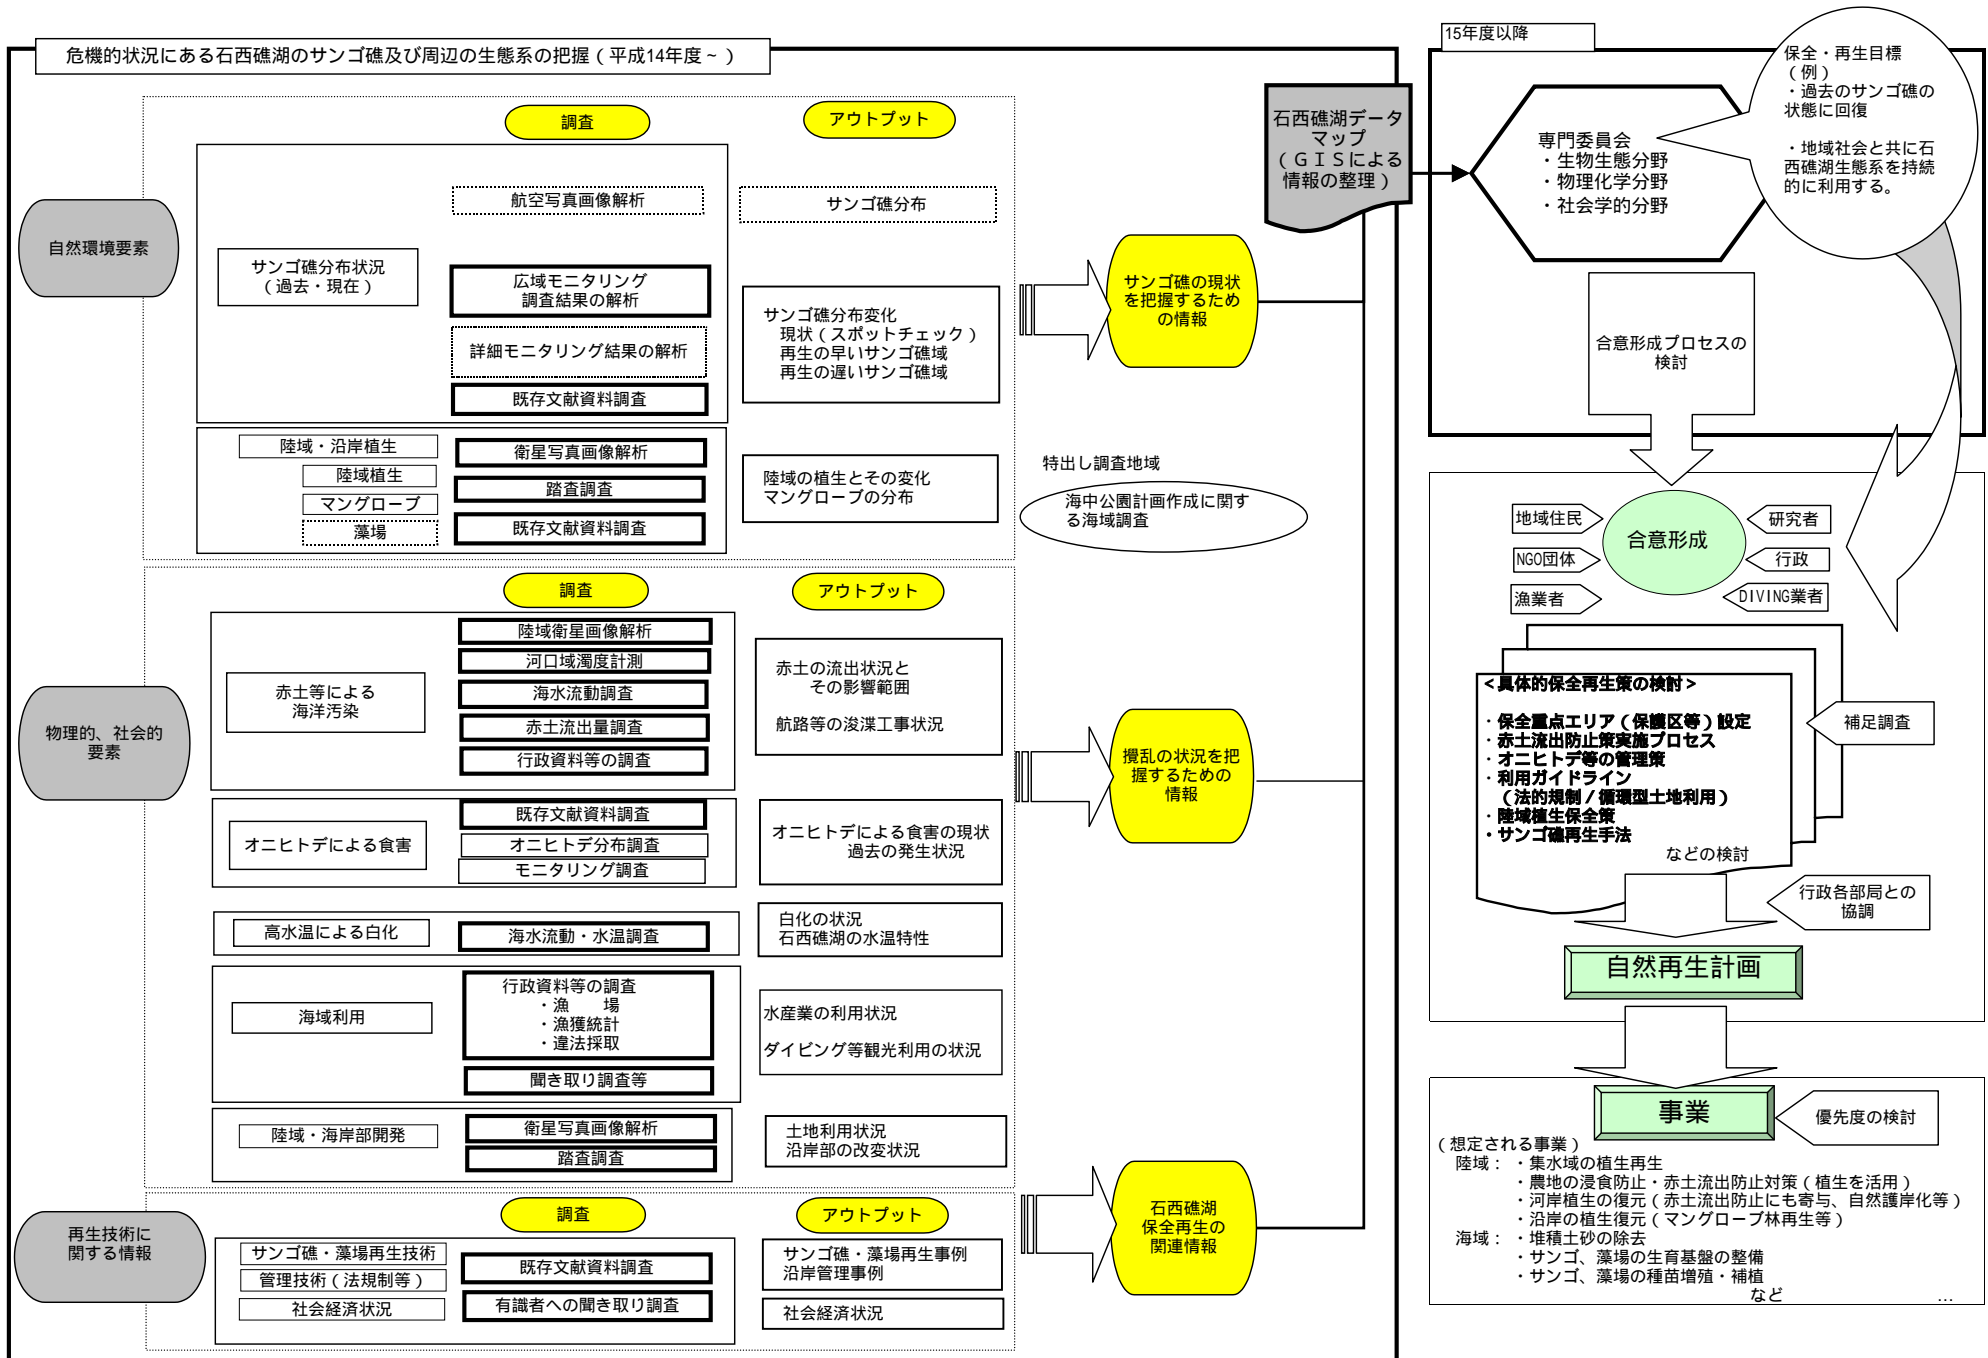 危機的状況にある石西礁湖のサンゴ礁及び周辺の生態系の把握（平成14年度～）
自然環境要素
調査
アウトプット
サンゴ礁分布状況
（過去・現在）
航空写真画像解析
広域モニタリング
調査結果の解析
詳細モニタリング結果の解析
既存文献資料調査
サンゴ礁分布
サンゴ礁分布変化
現状（スポットチェック）
再生の早いサンゴ礁域
再生の遅いサンゴ礁域
陸域・沿岸植生
陸域植生
マングローブ
藻場
衛星写真画像解析
踏査調査
既存文献資料調査
陸域の植生とその変化
マングローブの分布
サンゴ礁の現状
を把握するため
の情報
特出し調査地域
海中公園計画作成に関す
る海域調査
物理的、社会的
要素
調査
アウトプット
赤土等による
海洋汚染
陸域衛星画像解析
河口域濁度計測
海水流動調査
赤土流出量調査
行政資料等の調査
赤土の流出状況と
その影響範囲
航路等の浚渫工事状況
オニヒトデによる食害
既存文献資料調査
オニヒトデ分布調査
モニタリング調査
オニヒトデによる食害の現状
過去の発生状況
高水温による白化
海水流動・水温調査
白化の状況
石西礁湖の水温特性
海域利用
行政資料等の調査
・漁　　場
・漁獲統計
・違法採取
聞き取り調査等
水産業の利用状況
ダイビング等観光利用の状況
陸域・海岸部開発
衛星写真画像解析
踏査調査
土地利用状況
沿岸部の改変状況
攪乱の状況を把
握するための
情報
再生技術に
関する情報
調査
アウトプット
サンゴ礁・藻場再生技術
管理技術（法規制等）
社会経済状況
既存文献資料調査
有識者への聞き取り調査
サンゴ礁・藻場再生事例
沿岸管理事例
社会経済状況
石西礁湖
保全再生の
関連情報
石西礁湖データ
マップ
（ＧＩＳによる
情報の整理）
15年度以降
専門委員会
・生物生態分野
・物理化学分野
・社会学的分野
保全・再生目標
（例）
・過去のサンゴ礁の
状態に回復
・地域社会と共に石
西礁湖生態系を持続
的に利用する。
合意形成プロセスの
検討
合意形成
地域住民
NGO団体
漁業者
研究者
行政
DIVING業者
＜具体的保全再生策の検討＞
・保全重点エリア（保護区等）設定
・赤土流出防止策実施プロセス
・オニヒトデ等の管理策
・利用ガイドライン
（法的規制／循環型土地利用）
・陸域植生保全策
・サンゴ礁再生手法
などの検討
補足調査
行政各部局との
協調
自然再生計画
事業
優先度の検討
（想定される事業）
陸域：・集水域の植生再生
・農地の浸食防止・赤土流出防止対策（植生を活用）
・河岸植生の復元（赤土流出防止にも寄与、自然護岸化等）
・沿岸の植生復元（マングローブ林再生等）
海域：・堆積土砂の除去
・サンゴ、藻場の生育基盤の整備
・サンゴ、藻場の種苗増殖・補植
など　…